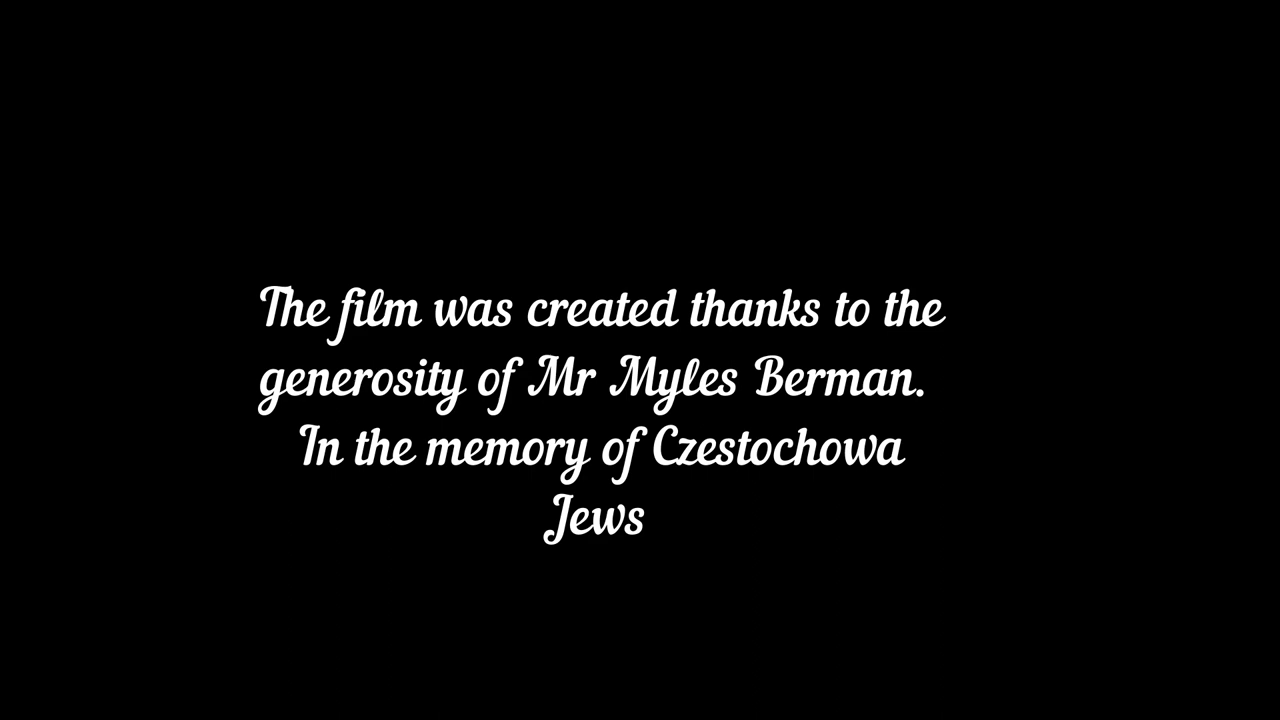 The film was created thanks to the
generosity of Mr Myles Berman.
In the memory of Czestochowa
Jews